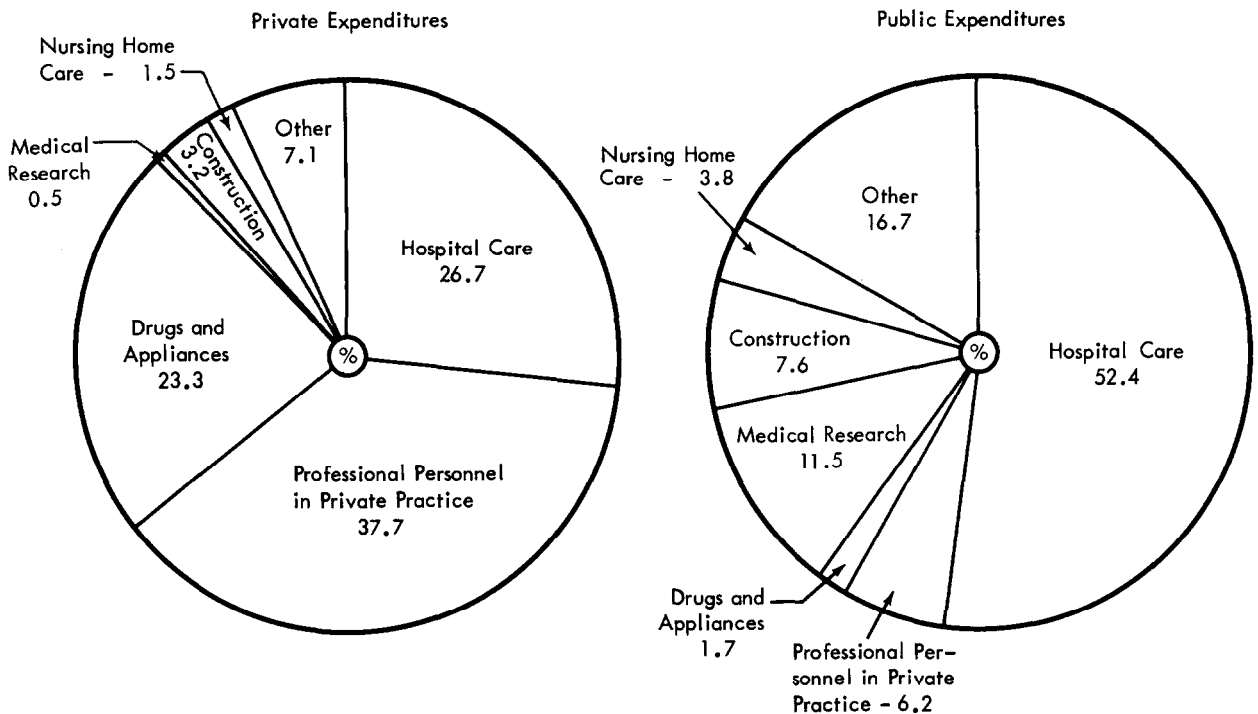 Private Expenditures
Nursing Home
Care - 1.5
Other
7.1
Medical
Research
0.5
Construction
3.2
Hospital Care
26.7
Drugs and
Appliances
23.3
%
Professional Personnel
in Private Practice
37.7
Public Expenditures
Nursing Home
Care - 3.8
Other
16.7
Construction
7.6
%
Hospital Care
52.4
Medical Research
11.5
Drugs and
Appliances
1.7
Professional Per-
sonnel in Private
Practice - 6.2